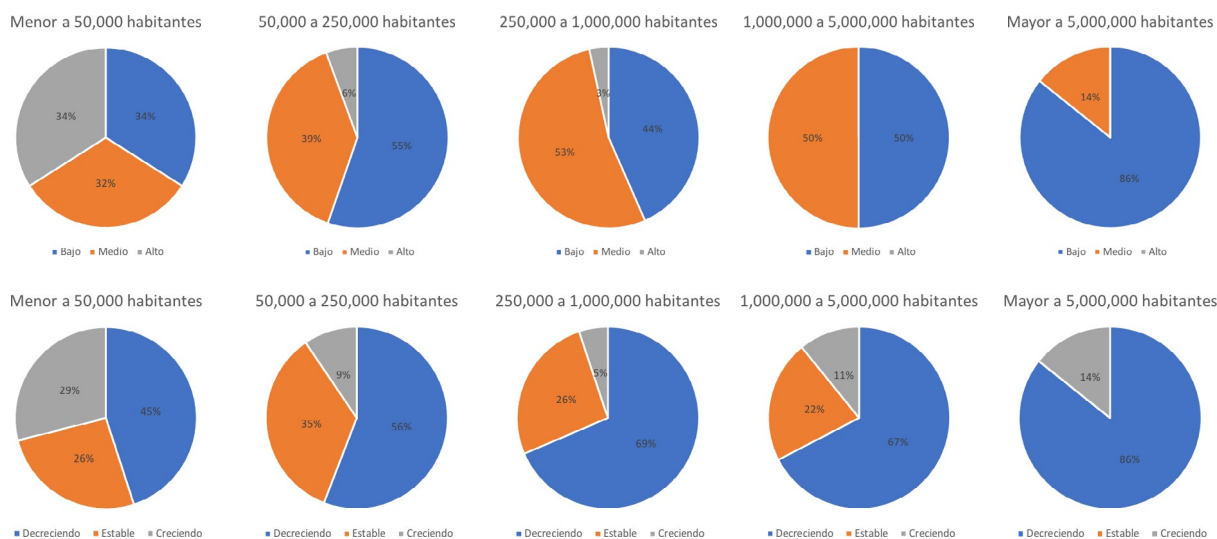 Menor a 50,000 habitantes
34%
34%
32%
Bajo Medio Alto
50,000 a 250,000 habitantes
6%
39%
55%
Bajo Medio Alto
250,000 a 1,000,000 habitantes
3%
44%
53%
Bajo Medio Alto
1,000,000 a 5,000,000 habitantes
50%
50%
Bajo Medio Alto
Mayor a 5,000,000 habitantes
14%
86%
Bajo Medio Alto
Menor a 50,000 habitantes
29%
45%
26%
Decreciendo Estable Creciendo
50,000 a 250,000 habitantes
9%
35%
56%
Decreciendo Estable Creciendo
250,000 a 1,000,000 habitantes
5%
26%
69%
Decreciendo Estable Creciendo
1,000,000 a 5,000,000 habitantes
11%
22%
67%
Decreciendo Estable Creciendo
Mayor a 5,000,000 habitantes
14%
86%
Decreciendo Estable Creciendo